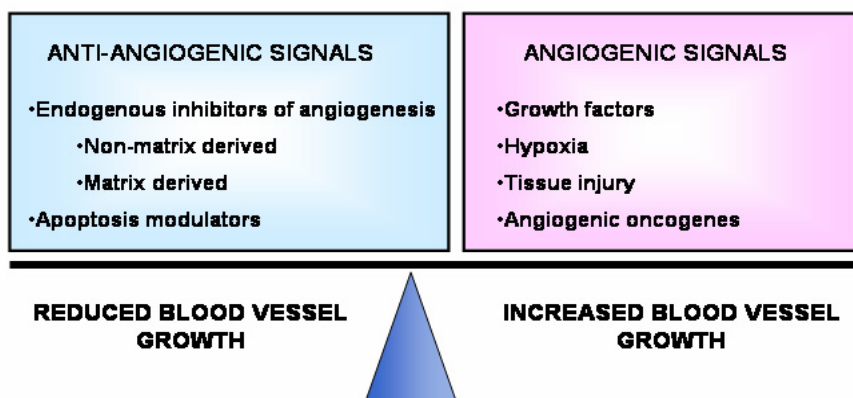 ANTI-ANGIOGENIC SIGNALS
•Endogenous inhibitors of angiogenesis
•Non-matrix derived
•Matrix derived
•Apoptosis modulators
ANGIOGENIC SIGNALS
•Growth factors
•Hypoxia
•Tissue injury
•Angiogenic oncogenes
REDUCED BLOOD VESSEL
GROWTH
INCREASED BLOOD VESSEL
GROWTH